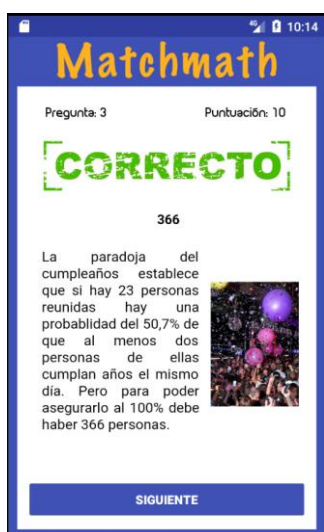 4G 10:14
Matchmath
Pregunta: 3 Puntuación: 10
CORRECTO
366
La paradoja del
cumpleaños establece
que si hay 23 personas
reunidas hay una
probablidad del 50,7% de
que al menos dos
personas de ellas
cumplan años el mismo
día. Pero para poder
asegurarlo al 100% debe
haber 366 personas.
SIGUIENTE